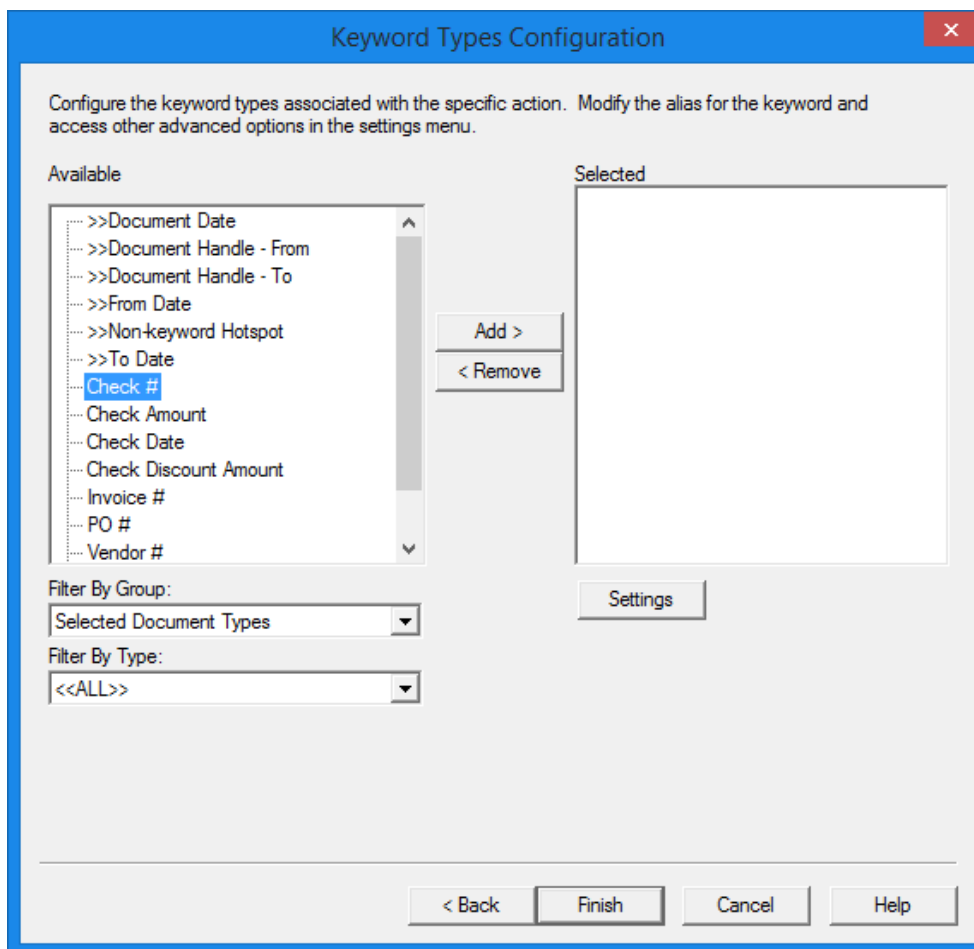 Keyword Types Configuration
Configure the keyword types associated with the specific action.  Modify the alias for the keyword and
access other advanced options in the settings menu.
Available
Selected
>>Document Date
>>Document Handle - From
>>Document Handle - To
>>From Date
>>Non-keyword Hotspot
>>To Date
Check #
Check Amount
Check Date
Check Discount Amount
Invoice #
PO #
Vendor #
Add >
< Remove
Filter By Group:
Selected Document Types
Filter By Type:
<<ALL>>
Settings
< Back
Finish
Cancel
Help